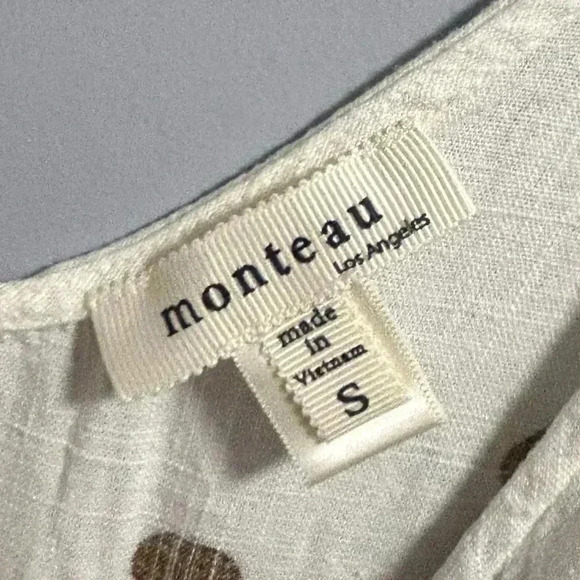 monteau
Los Angeles
made
in
Vietnam
S